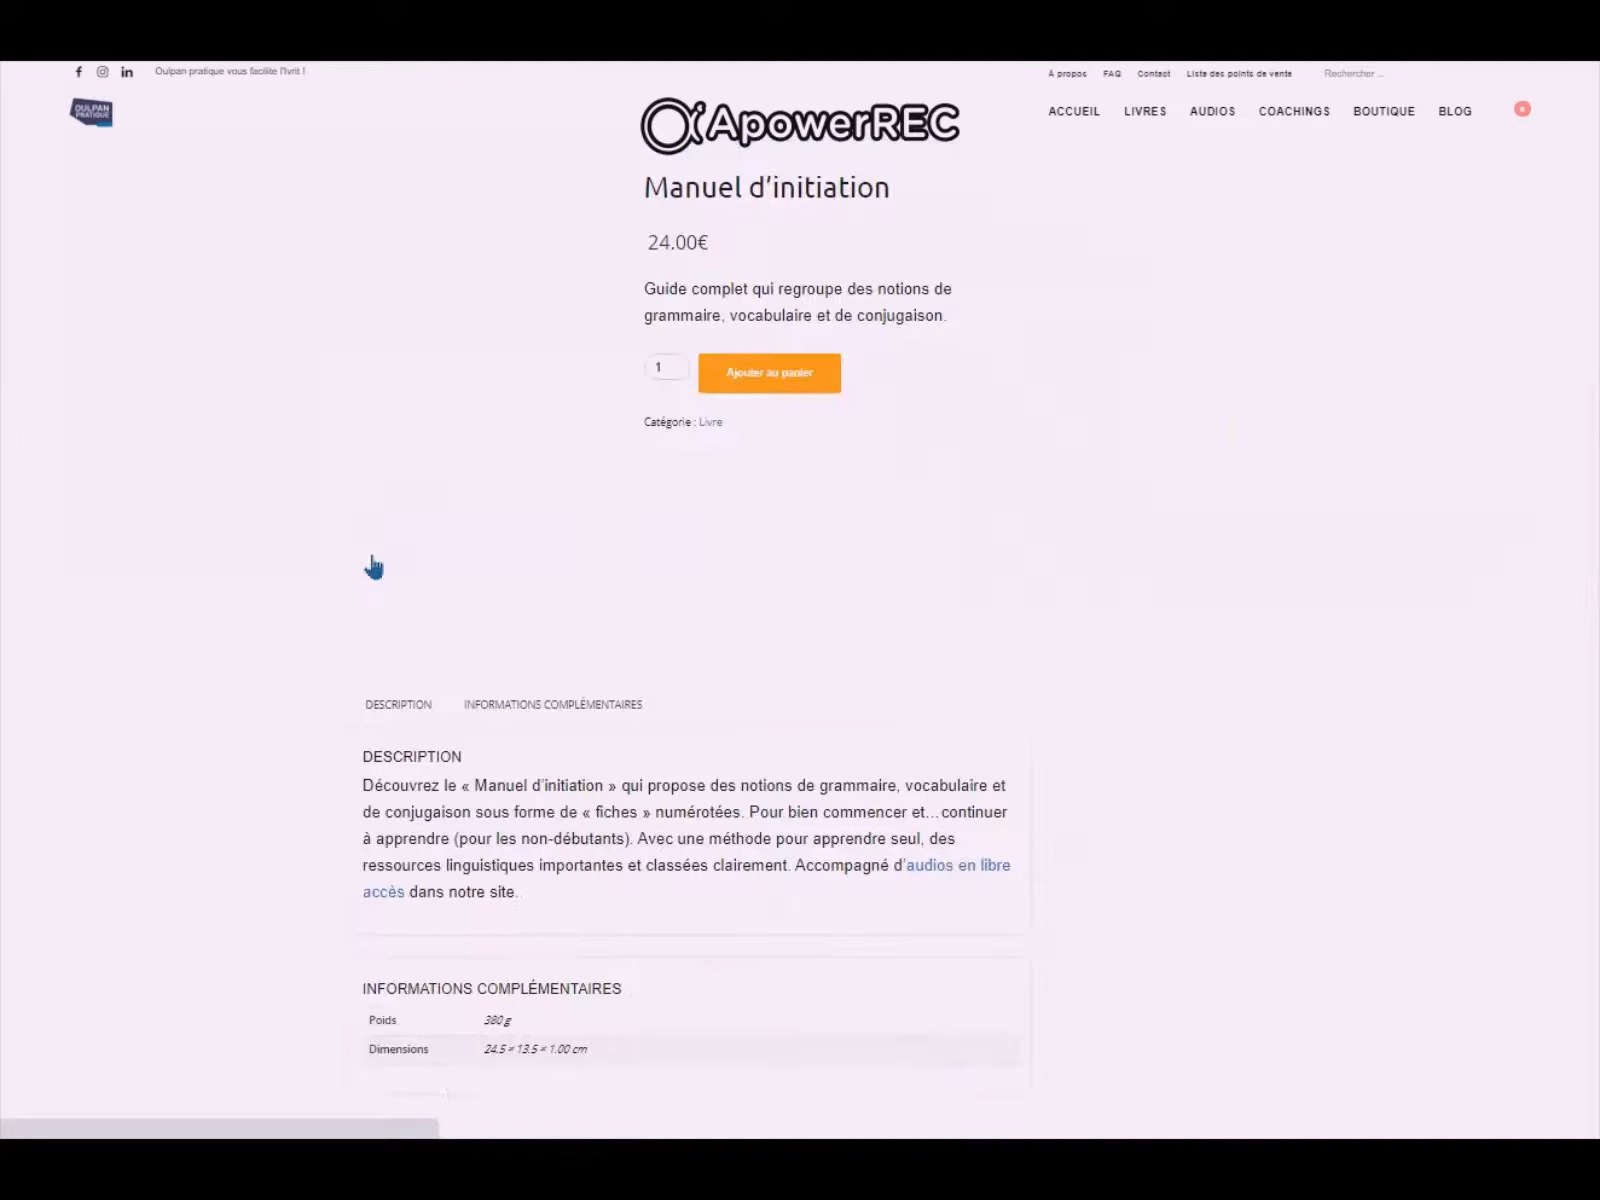 Oulpan pratique vous facilite l'ivrit !
À propos FAQ Contact Liste des points de vente Rechercher ...
OULPAN
PRATIQUE
ApowerREC
ACCUEIL LIVRES AUDIOS COACHINGS BOUTIQUE BLOG
Manuel d'initiation
24.00€
Guide complet qui regroupe des notions de
grammaire, vocabulaire et de conjugaison.
1 Ajouter au panier
Catégorie : Livre
DESCRIPTION INFORMATIONS COMPLÉMENTAIRES
DESCRIPTION
Découvrez le « Manuel d'initiation » qui propose des notions de grammaire, vocabulaire et
de conjugaison sous forme de « fiches » numérotées. Pour bien commencer et…continuer
à apprendre (pour les non-débutants). Avec une méthode pour apprendre seul, des
ressources linguistiques importantes et classées clairement. Accompagné d'audios en libre
accès dans notre site.
INFORMATIONS COMPLÉMENTAIRES
Poids 380 g
Dimensions 24.5 × 13.5 × 1.00 cm